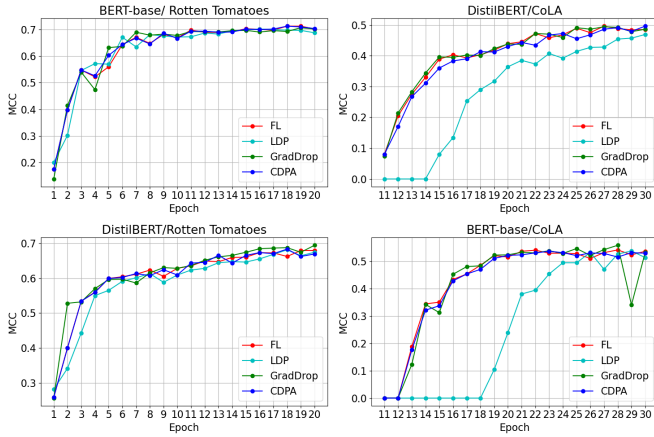 BERT-base/ Rotten Tomatoes
MCC
0.7
0.6
0.5
0.4
0.3
0.2
FL
LDP
GradDrop
CDPA
1 2 3 4 5 6 7 8 9 10 11 12 13 14 15 16 17 18 19 20
Epoch
DistilBERT/CoLA
MCC
0.5
0.4
0.3
0.2
0.1
0.0
FL
LDP
GradDrop
CDPA
11 12 13 14 15 16 17 18 19 20 21 22 23 24 25 26 27 28 29 30
Epoch
DistilBERT/Rotten Tomatoes
MCC
0.7
0.6
0.5
0.4
0.3
FL
LDP
GradDrop
CDPA
1 2 3 4 5 6 7 8 9 10 11 12 13 14 15 16 17 18 19 20
Epoch
BERT-base/CoLA
MCC
0.5
0.4
0.3
0.2
0.1
0.0
FL
LDP
GradDrop
CDPA
11 12 13 14 15 16 17 18 19 20 21 22 23 24 25 26 27 28 29 30
Epoch